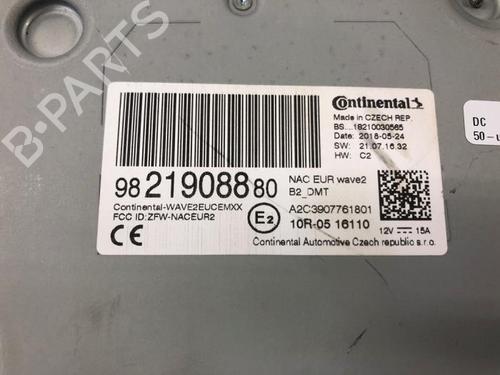 B-PARTS
Continental
Made in CZECH REP.
BS....18210030565
Date: 2018-05-24
SW: 21.07.16.32
HW: C2
DC
50-
98 219088 80
NAC EUR wave2
B2_DMT
Continental-WAVE2EUCEMXX
FCC ID:ZFW-NACEUR2
E2
A2C3907761801
10R-05 16110
12V 15A
CE
Continental Automotive Czech republic s.r.o.